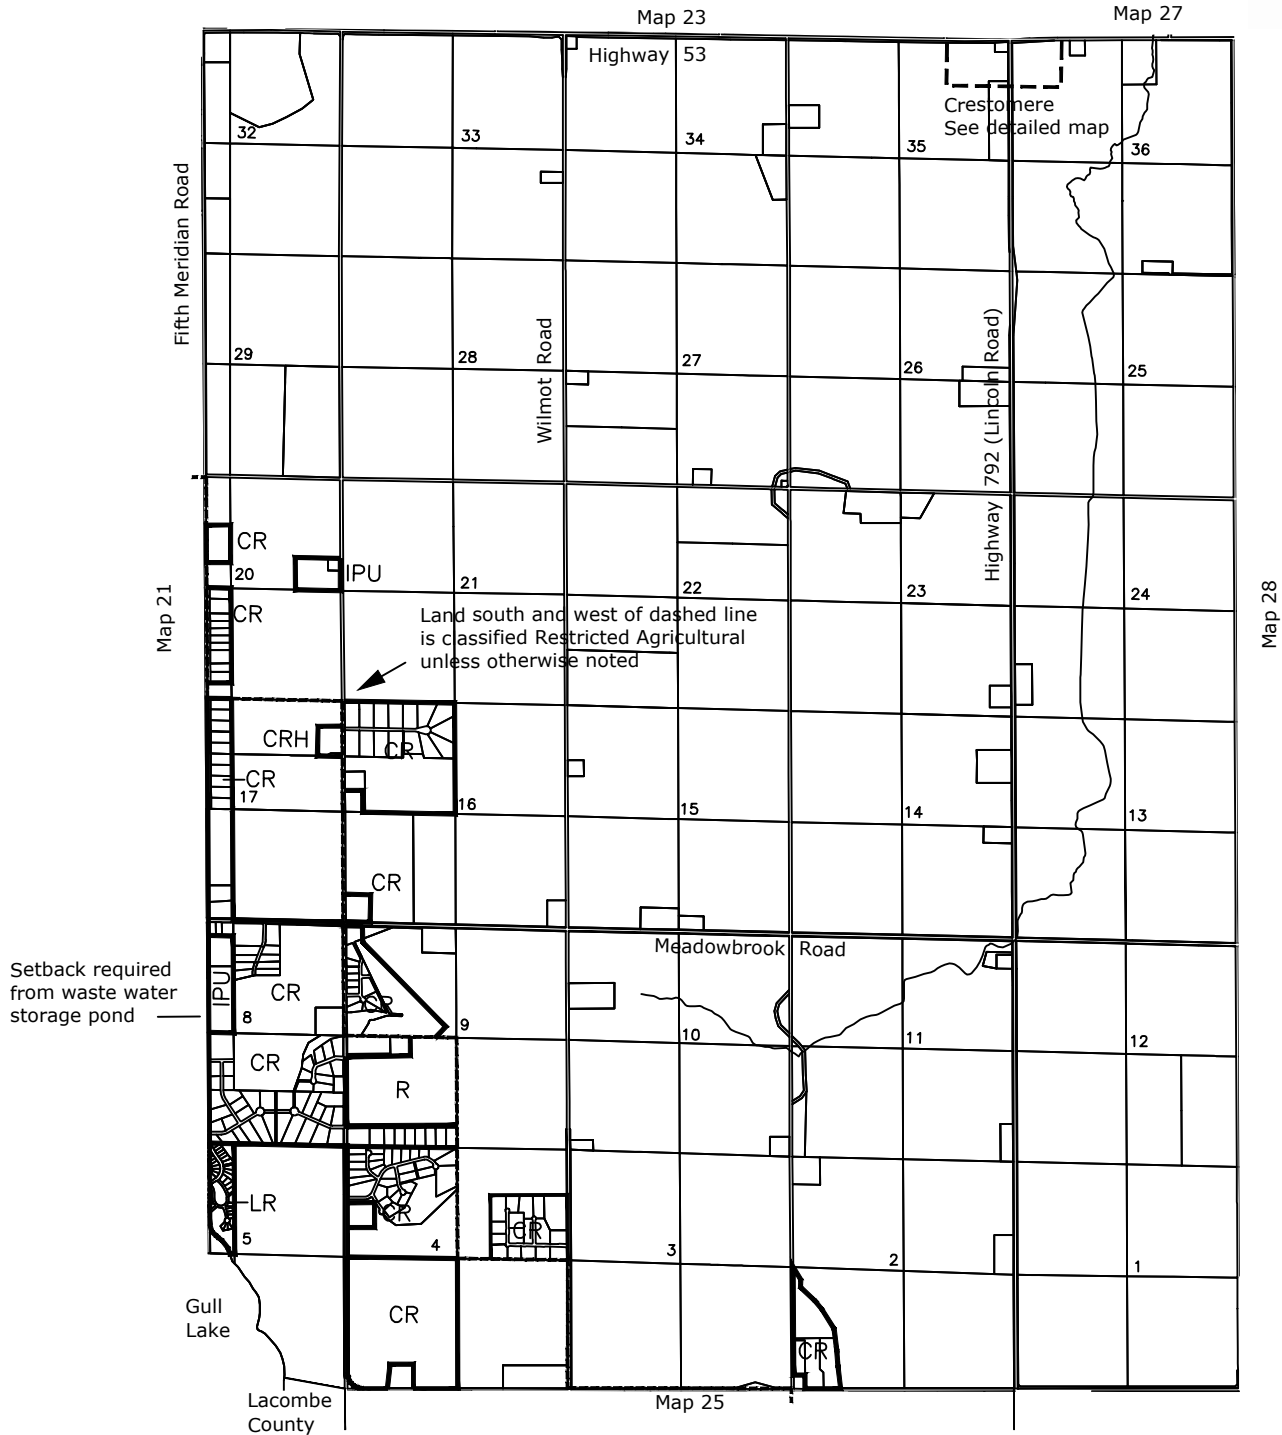 Map 23
Map 27
Highway 53
Crestomere
See detailed map
32
33
34
35
36
Fifth Meridian Road
Wilmot Road
Highway 792 (Lincoln Road)
29
28
27
26
25
CR
20
IPU
21
22
23
24
Map 21
Map 28
CR
Land south and west of dashed line
is classified Restricted Agricultural
unless otherwise noted
CRH
CR
CR
17
16
15
14
13
CR
Meadowbrook Road
Setback required
from waste water
storage pond
IPU
CR
CR
8
9
10
11
12
CR
R
LR
CR
CR
5
4
3
2
1
Gull
Lake
CR
CR
Lacombe
County
Map 25